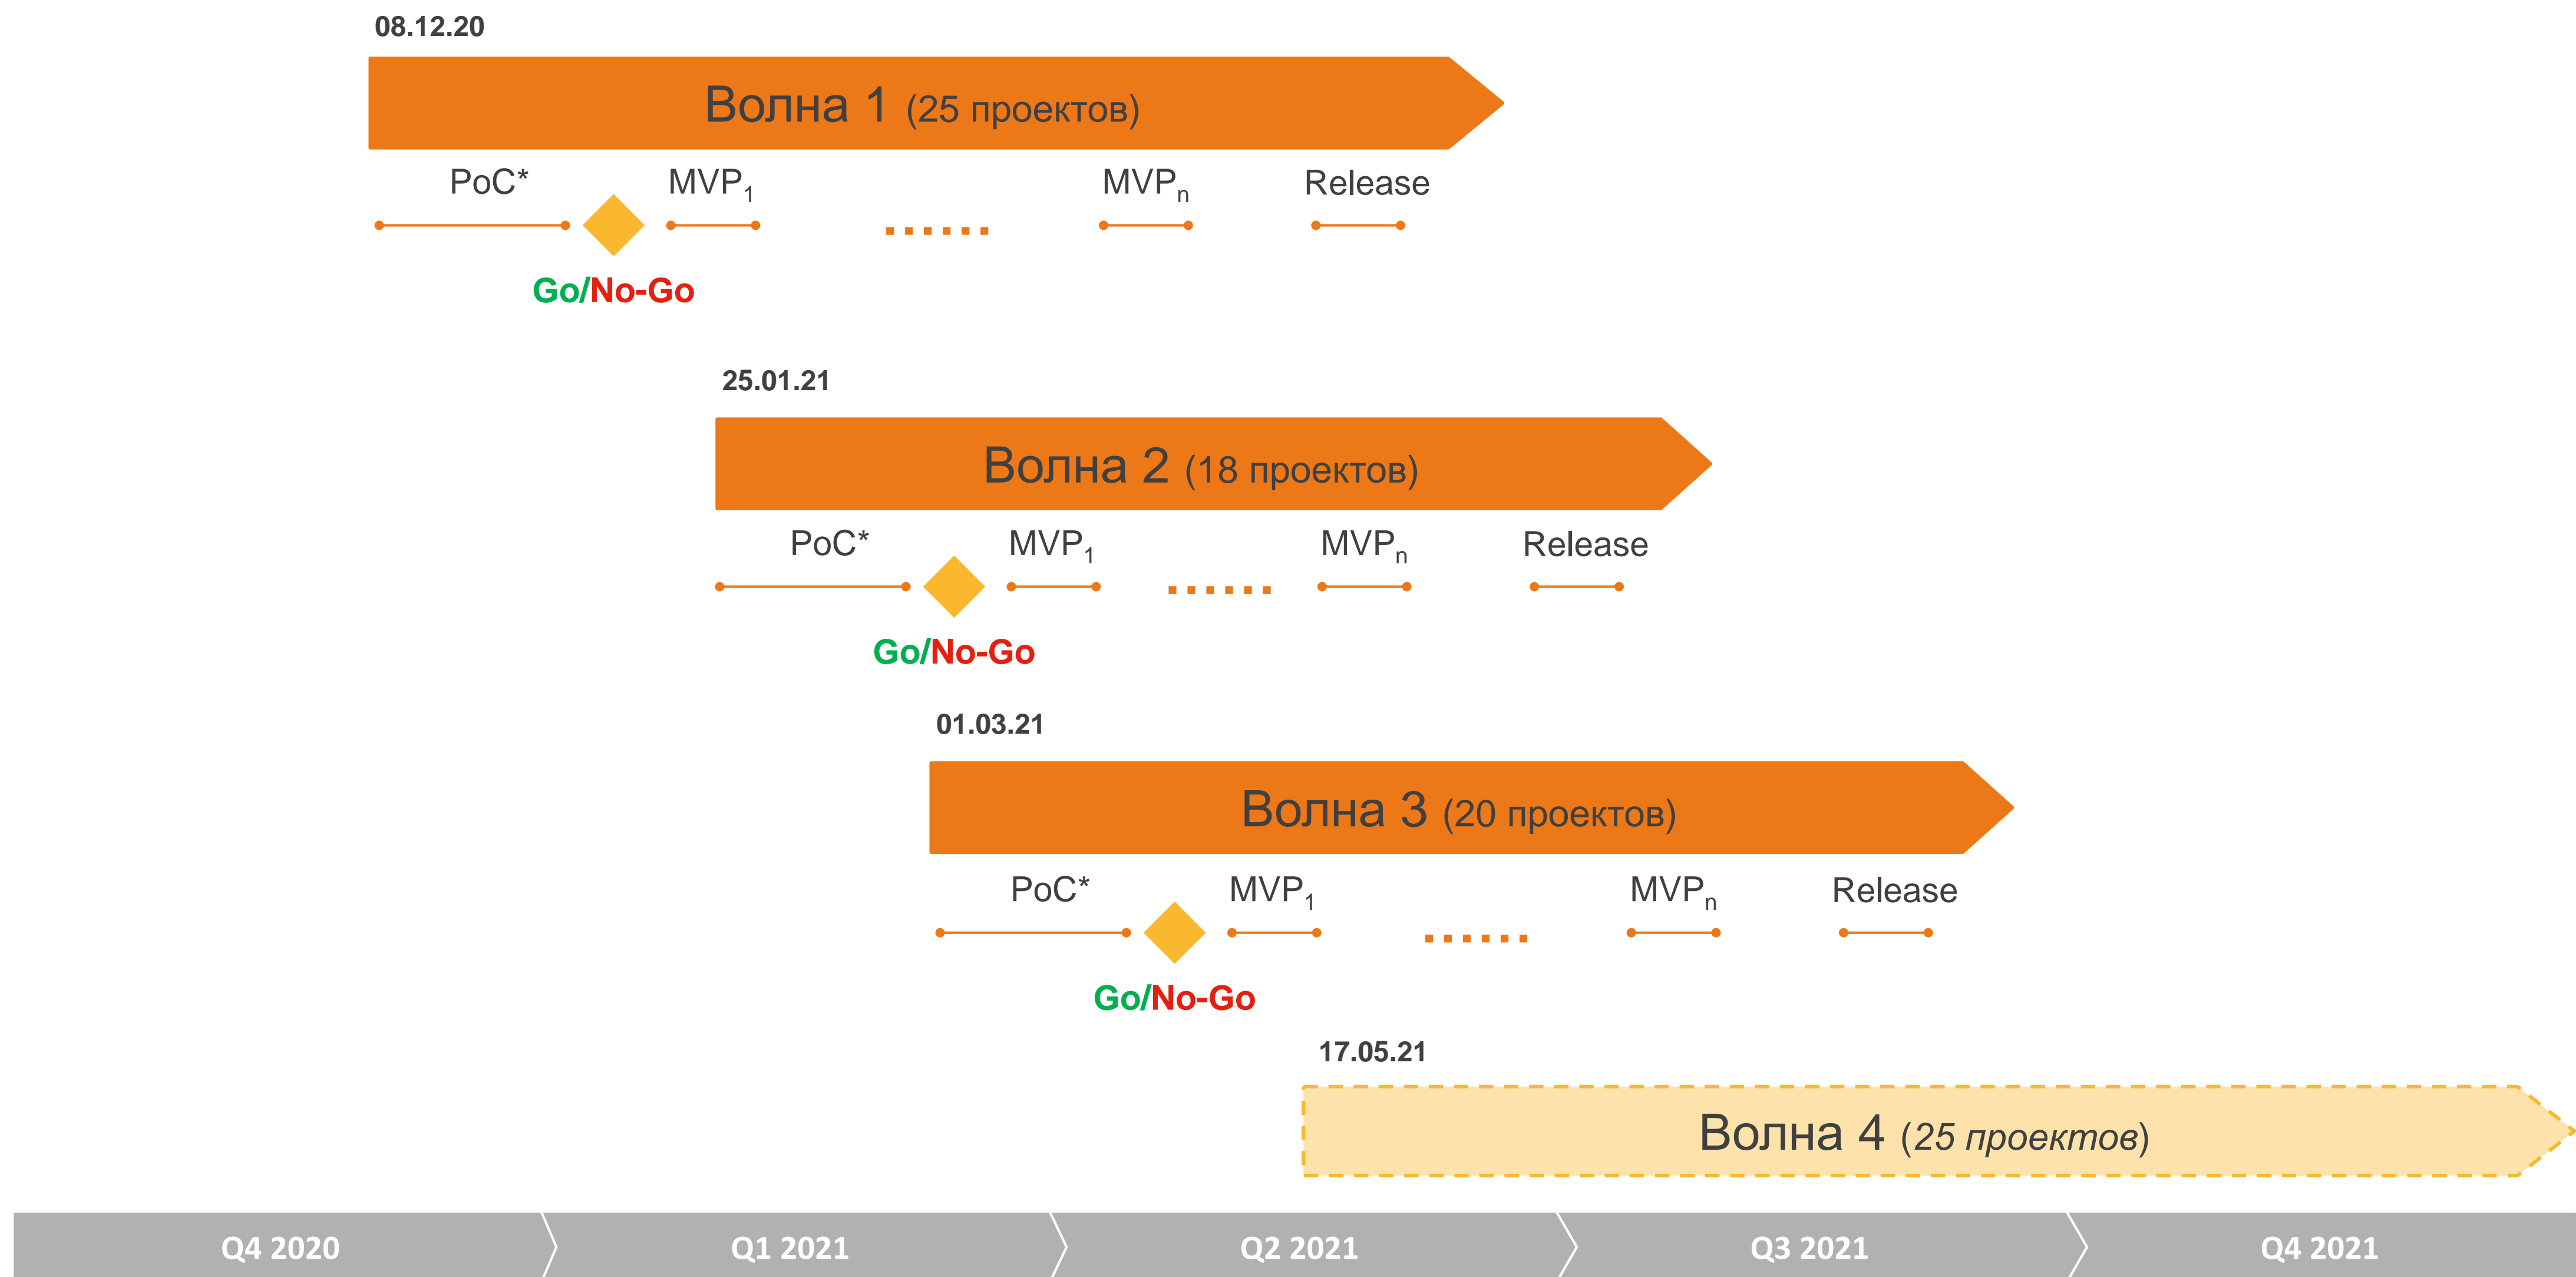 08.12.20
Волна 1 (25 проектов)
PoC* MVP1 MVPn Release
Go/No-Go
25.01.21
Волна 2 (18 проектов)
PoC* MVP1 MVPn Release
Go/No-Go
01.03.21
Волна 3 (20 проектов)
PoC* MVP1 MVPn Release
Go/No-Go
17.05.21
Волна 4 (25 проектов)
Q4 2020 Q1 2021 Q2 2021 Q3 2021 Q4 2021